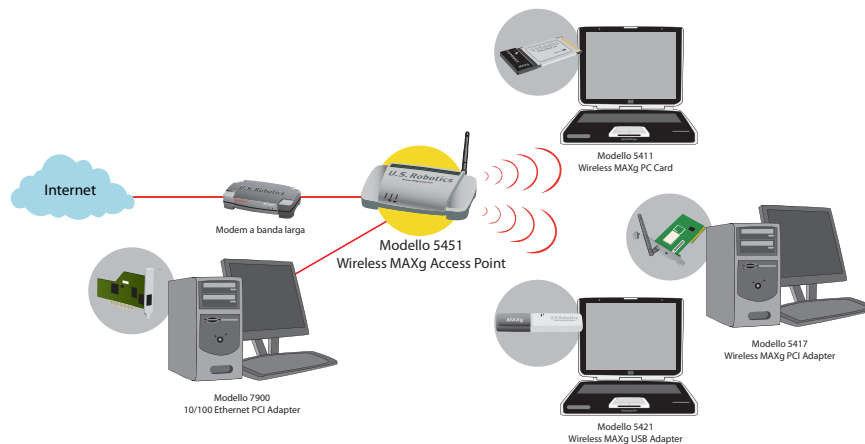 Internet
Modem a banda larga
U.S. Robotics
Modello 5451
Wireless MAXg Access Point
Modello 5411
Wireless MAXg PC Card
Modello 5417
Wireless MAXg PCI Adapter
Modello 7900
10/100 Ethernet PCI Adapter
MAXg
U.S. Robotics
Modello 5421
Wireless MAXg USB Adapter